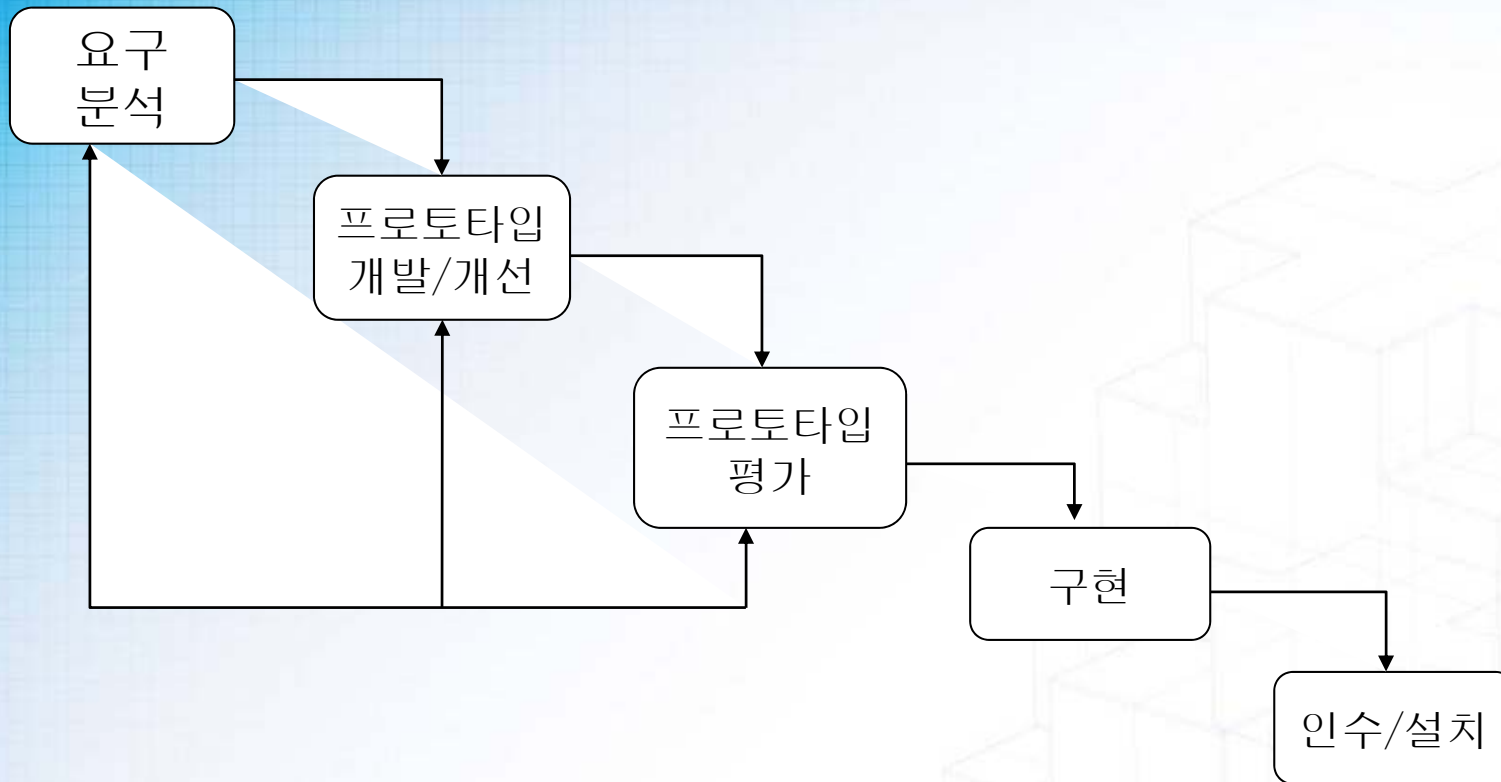 요구
분석
프로토타입
개발/개선
프로토타입
평가
구현
인수/설치